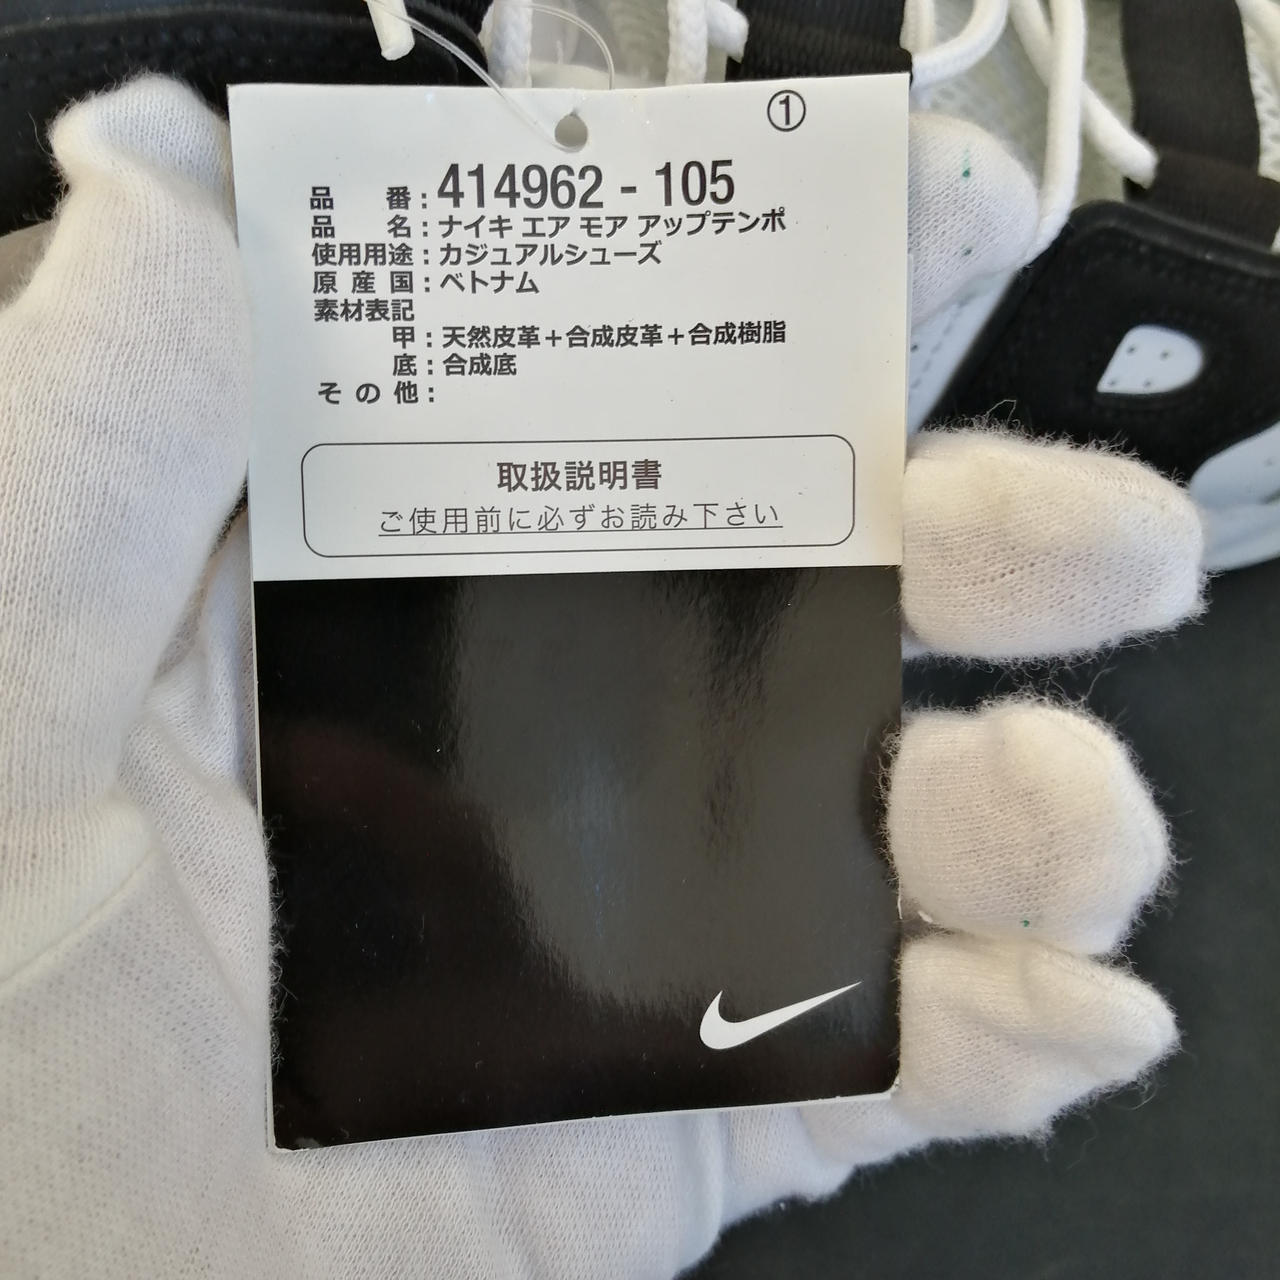 ①
品番:414962-105
品名:ナイキ エア モア アップテンポ
使用用途:カジュアルシューズ
原産国:ベトナム
素材表記
甲:天然皮革+合成皮革+合成樹脂
底:合成底
その他:
取扱説明書
ご使用前に必ずお読み下さい